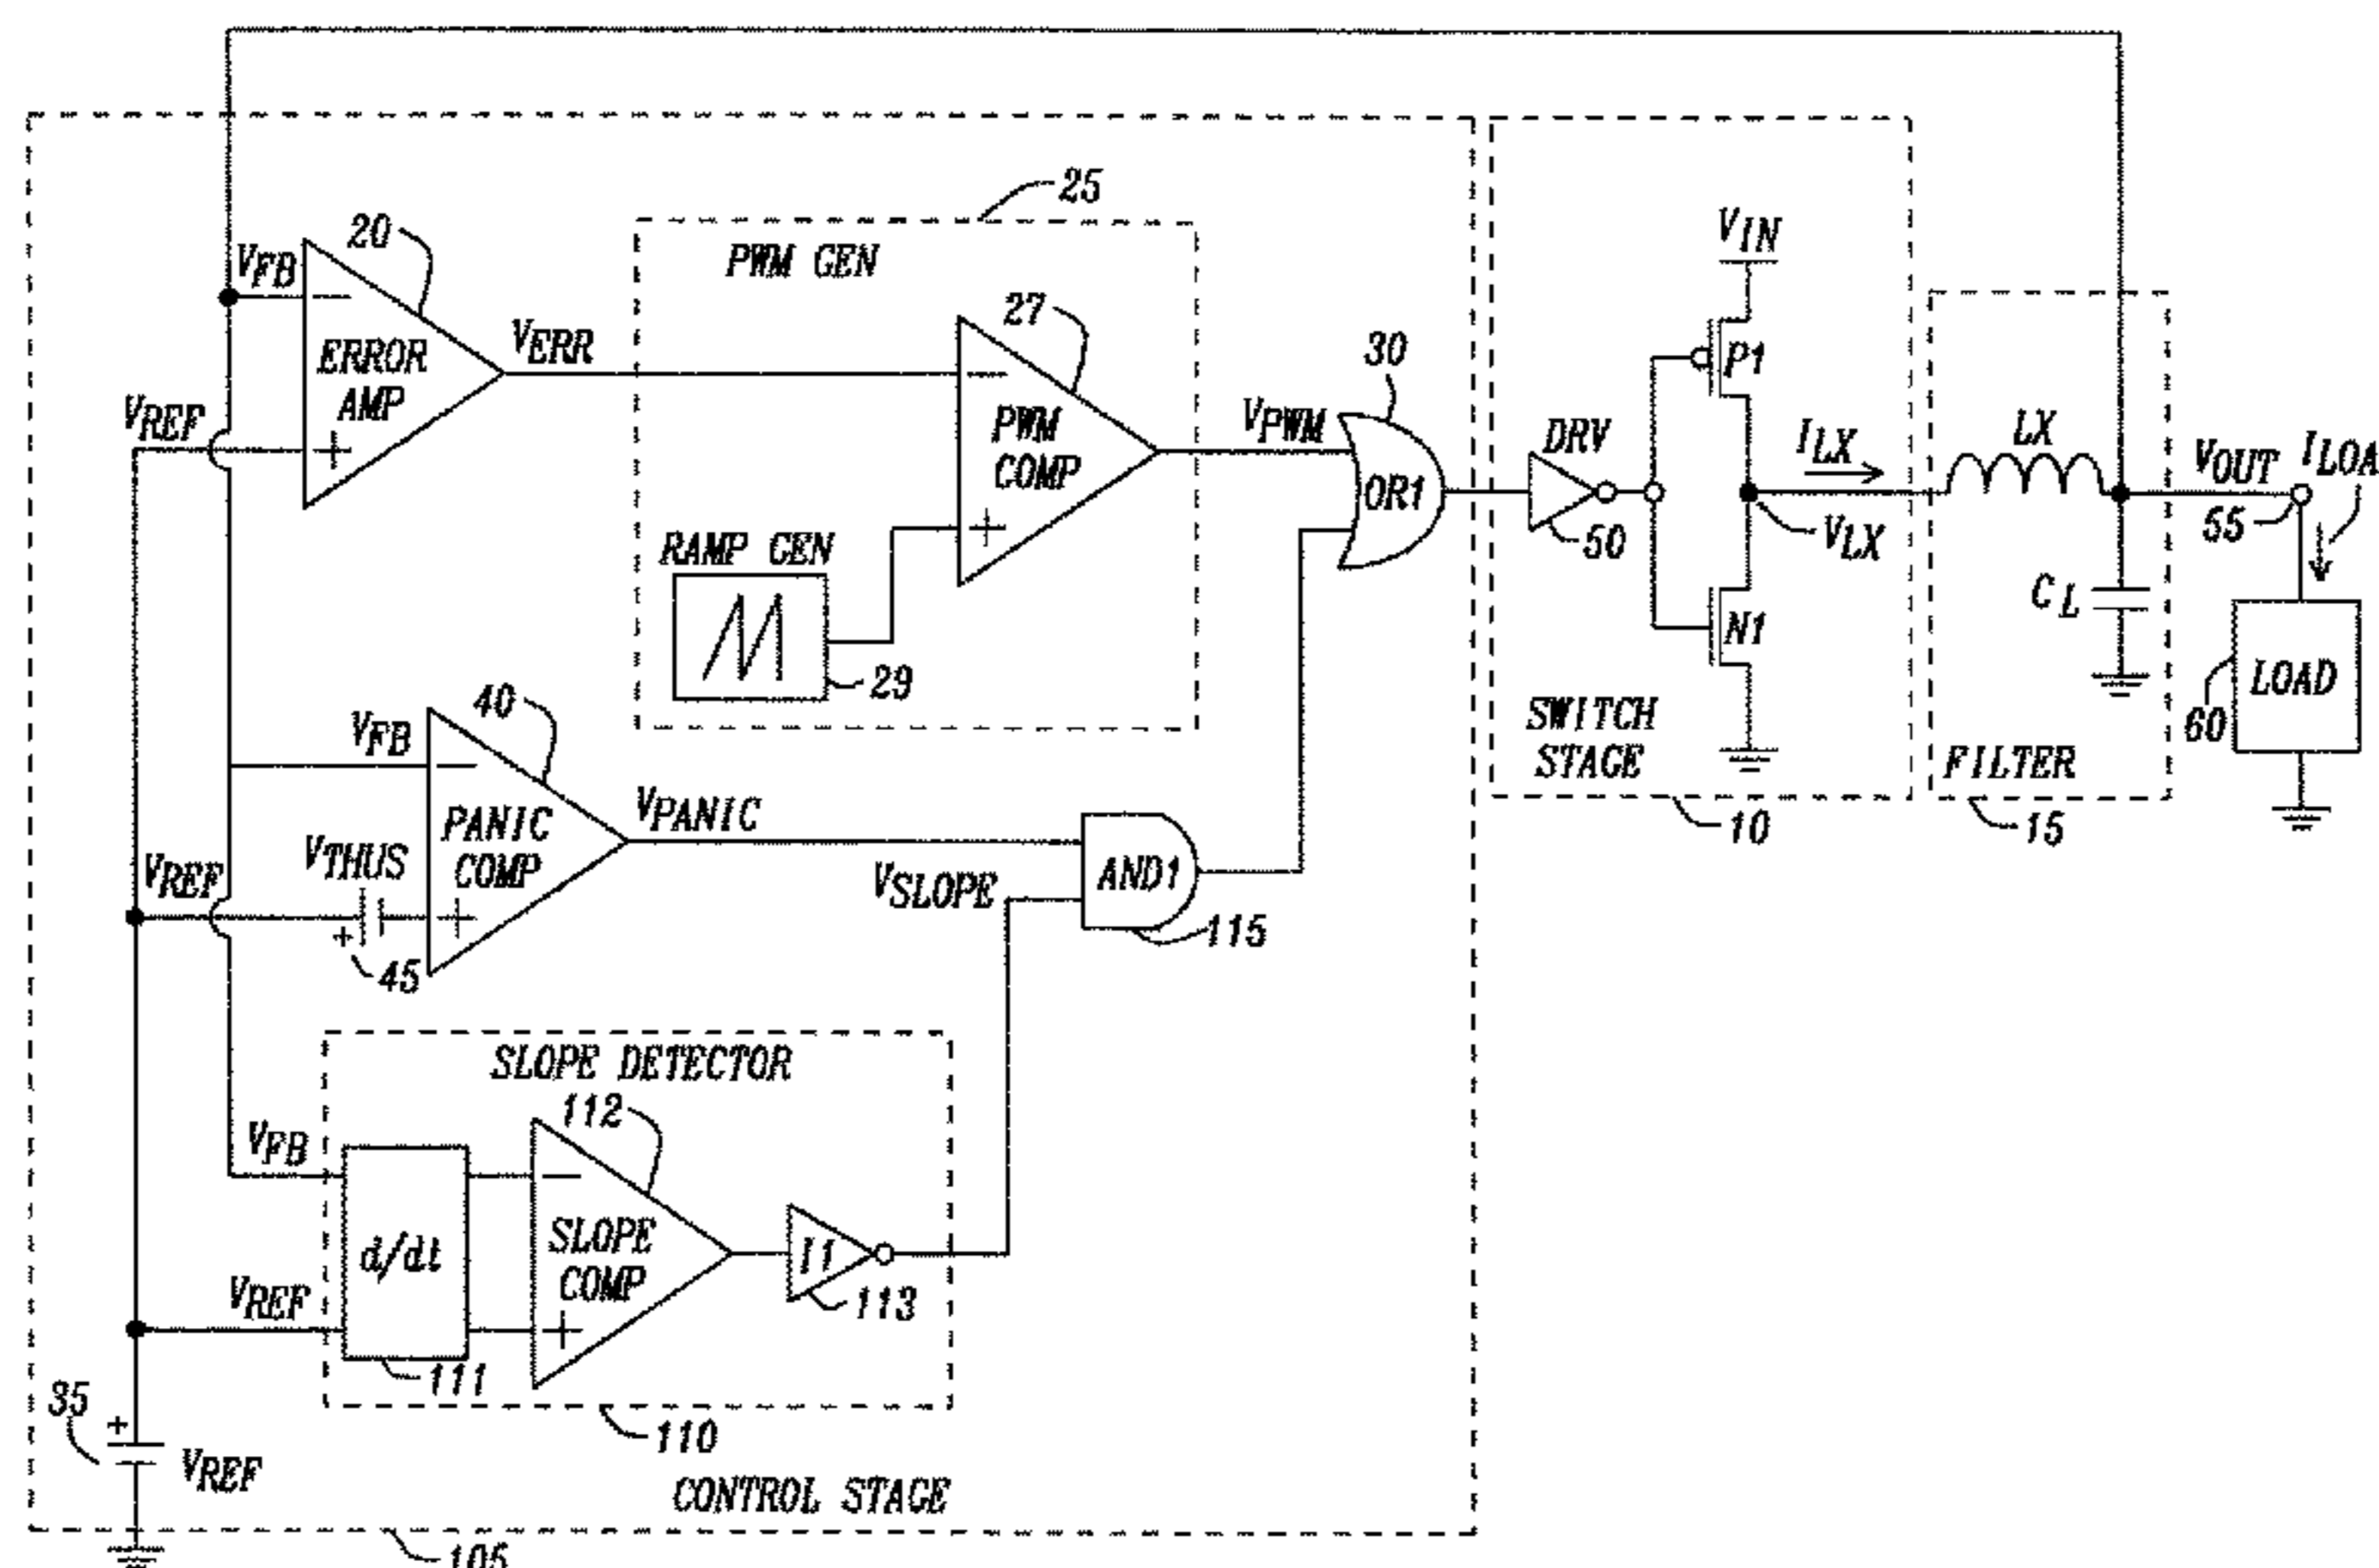 25
20
PWM GEN
VIN
VFB
27
ERROR
AMP
VERR
30
P1
VREF
PWM
COMP
VPWM
OR1
DRV
ILX
LX
VOUT
ILOA
55
50
VLX
RAMP GEN
29
CL
N1
LOAD
60
40
VFB
SWITCH
STAGE
FILTER
10
15
PANIC
COMP
VPANIC
VTHUS
VREF
+
45
VSLOPE
AND1
115
SLOPE DETECTOR
112
VFB
d/dt
SLOPE
COMP
I1
113
VREF
111
110
35
+
VREF
CONTROL STAGE
105